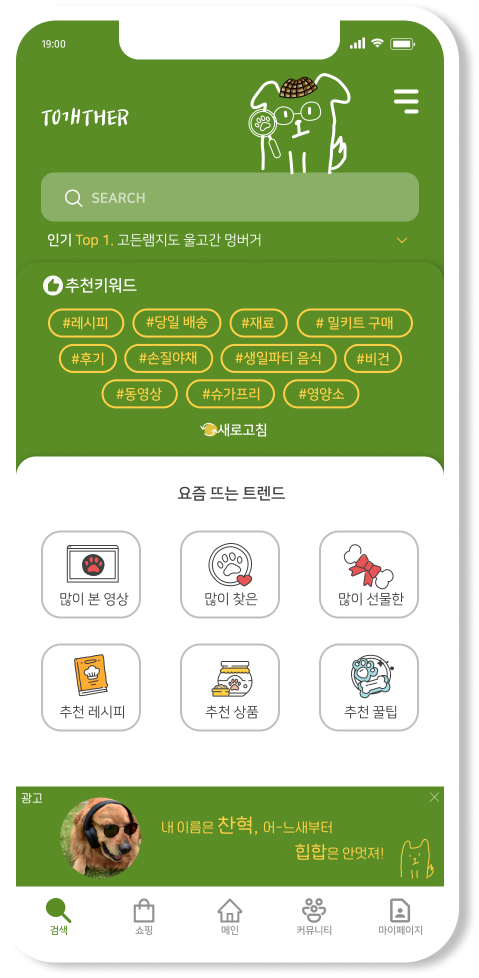 19:00
TO개THER
SEARCH
인기 Top 1. 고든램지도 울고간 멍버거
추천키워드
#레시피 #당일 배송 #재료 # 밀키트 구매
#후기 #손질야채 #생일파티 음식 #비건
#동영상 #슈가프리 #영양소
새로고침
요즘 뜨는 트렌드
많이 본 영상 많이 찾은 많이 선물한
추천 레시피 추천 상품 추천 꿀팁
광고
내 이름은 찬혁, 어-느새부터
힙합은 안멋져!
검색 쇼핑 메인 커뮤니티 마이페이지